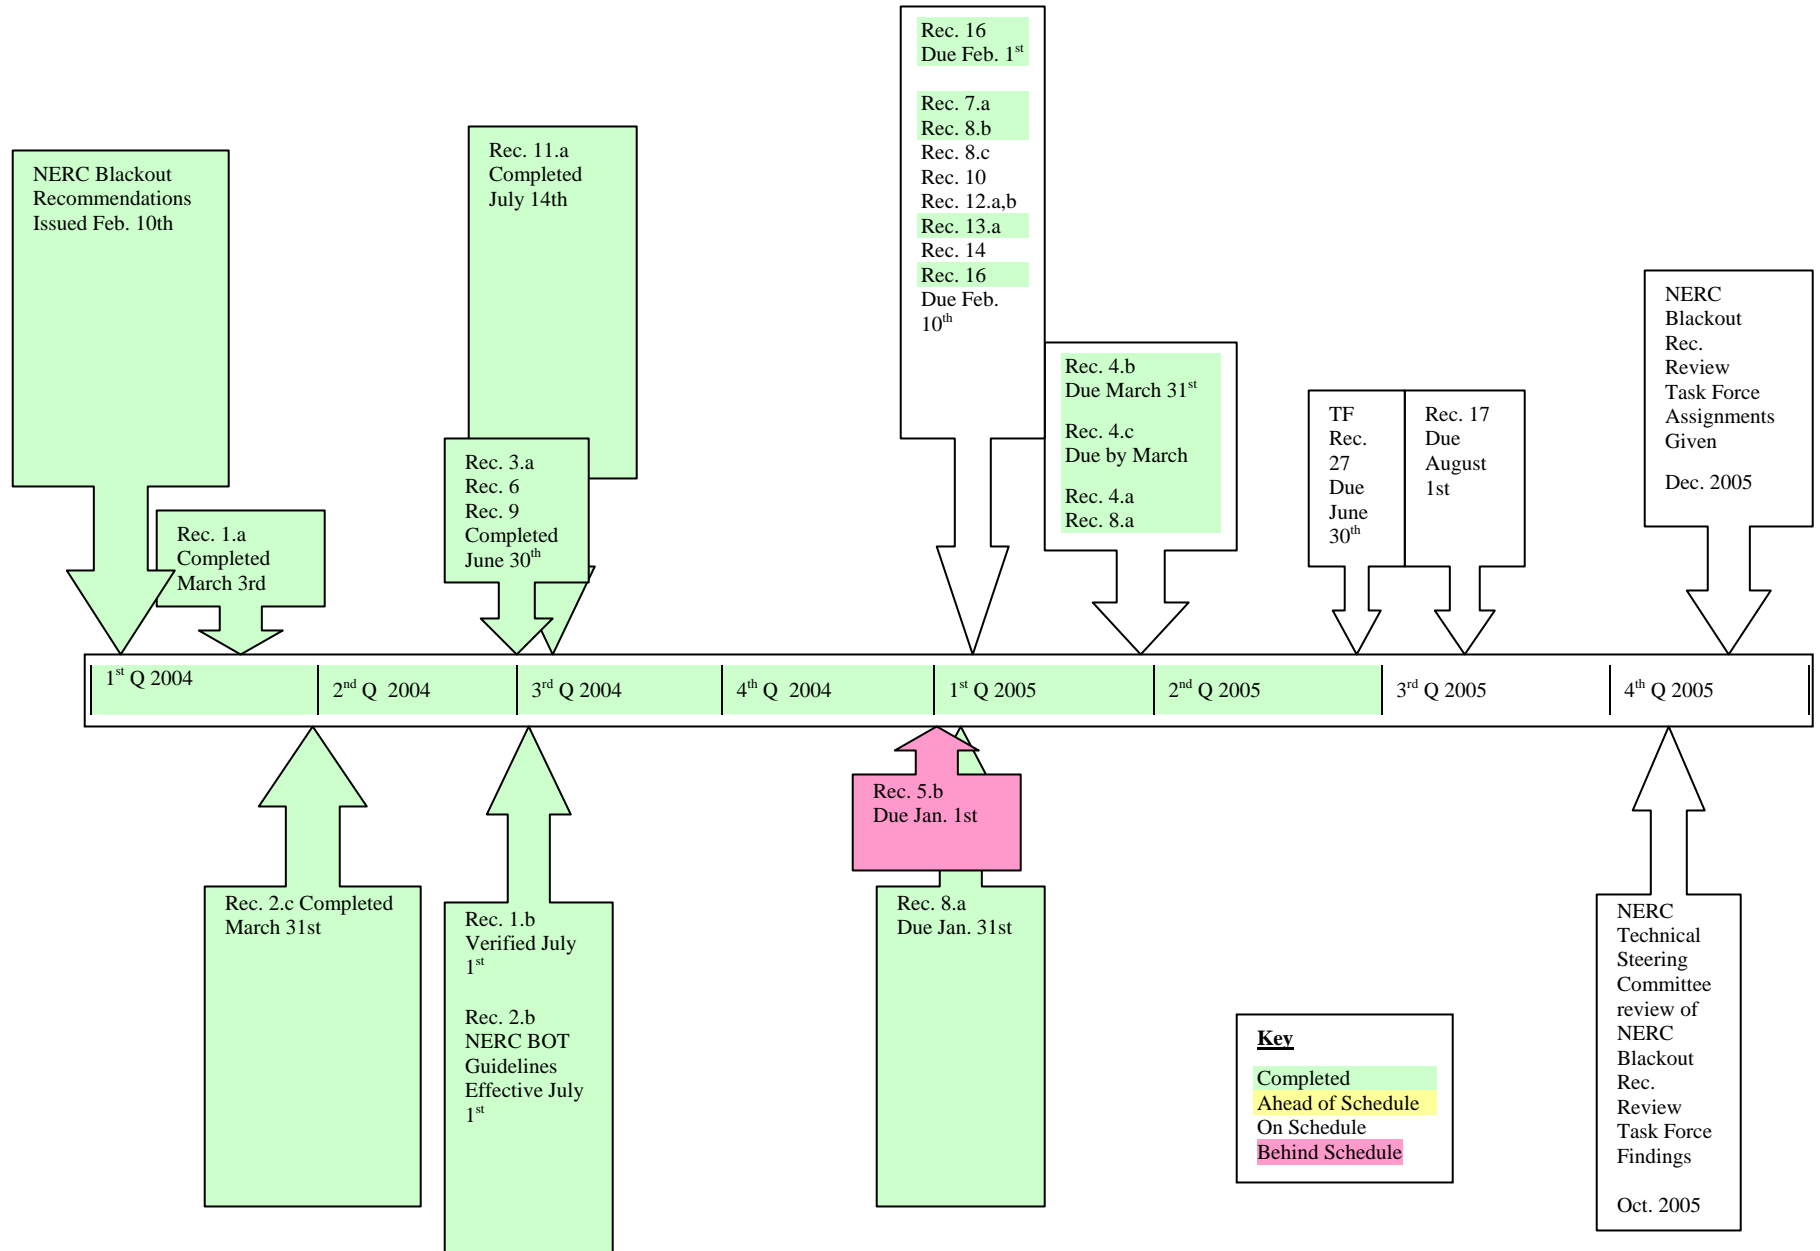 NERC Blackout
Recommendations
Issued Feb. 10th
Rec. 1.a
Completed
March 3rd
Rec. 11.a
Completed
July 14th
Rec. 3.a
Rec. 6
Rec. 9
Completed
June 30th
Rec. 16
Due Feb. 1st
Rec. 7.a
Rec. 8.b
Rec. 8.c
Rec. 10
Rec. 12.a,b
Rec. 13.a
Rec. 14
Rec. 16
Due Feb.
10th
Rec. 4.b
Due March 31st
Rec. 4.c
Due by March
Rec. 4.a
Rec. 8.a
TF
Rec.
27
Due
June
30th
Rec. 17
Due
August
1st
NERC
Blackout
Rec.
Review
Task Force
Assignments
Given
Dec. 2005
1st Q 2004
2nd Q 2004
3rd Q 2004
4th Q 2004
1st Q 2005
2nd Q 2005
3rd Q 2005
4th Q 2005
Rec. 2.c Completed
March 31st
Rec. 1.b
Verified July
1st
Rec. 2.b
NERC BOT
Guidelines
Effective July
1st
Rec. 5.b
Due Jan. 1st
Rec. 8.a
Due Jan. 31st
Key
Completed
Ahead of Schedule
On Schedule
Behind Schedule
NERC
Technical
Steering
Committee
review of
NERC
Blackout
Rec.
Review
Task Force
Findings
Oct. 2005